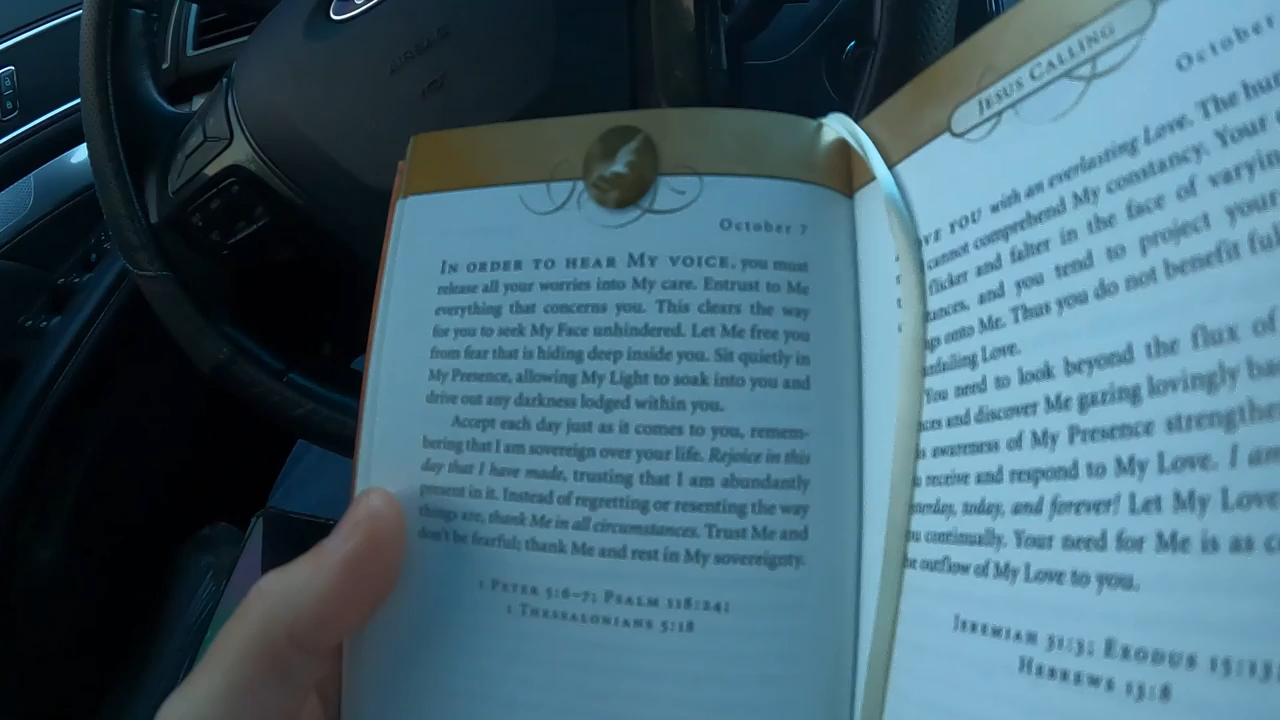 AIRBAG
October 7
IN ORDER TO HEAR MY VOICE, you must
release all your worries into My care. Entrust to Me
everything that concerns you. This clears the way
for you to seek My Face unhindered. Let Me free you
from fear that is hiding deep inside you. Sit quietly in
My Presence, allowing My Light to soak into you and
drive out any darkness lodged within you.
Accept each day just as it comes to you, remem-
bering that I am sovereign over your life. Rejoice in this
day that I have made, trusting that I am abundantly
present in it. Instead of regretting or resenting the way
things are, thank Me in all circumstances. Trust Me and
don't be fearful; thank Me and rest in My sovereignty.
1 PETER 5:6–7; PSALM 118:24;
1 THESSALONIANS 5:18
JESUS CALLING
October
YOU with an everlasting Love. The
cannot comprehend My constancy. Your
flicker and falter in the face of varying
and you tend to project your
onto Me. Thus you do not benefit
Love.
You need to look beyond the flux of
and discover Me gazing lovingly
awareness of My Presence
receive and respond to My Love. I am
today, and forever! Let My Love
continually. Your need for Me is as
outflow of My Love to you.
JEREMIAH 31:3; EXODUS 15:13;
HEBREWS 13:8